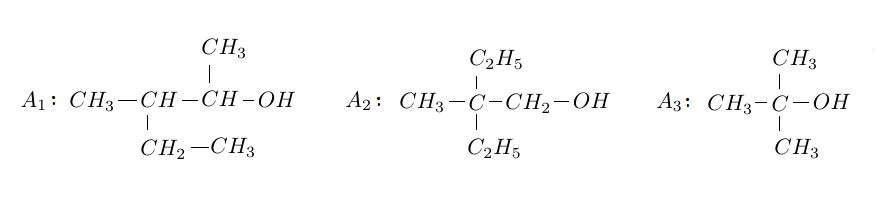 CH₃
A₁: CH₃—CH—CH—OH
CH₂—CH₃
C₂H₅
A₂: CH₃—C—CH₂—OH
C₂H₅
CH₃
A₃: CH₃—C—OH
CH₃